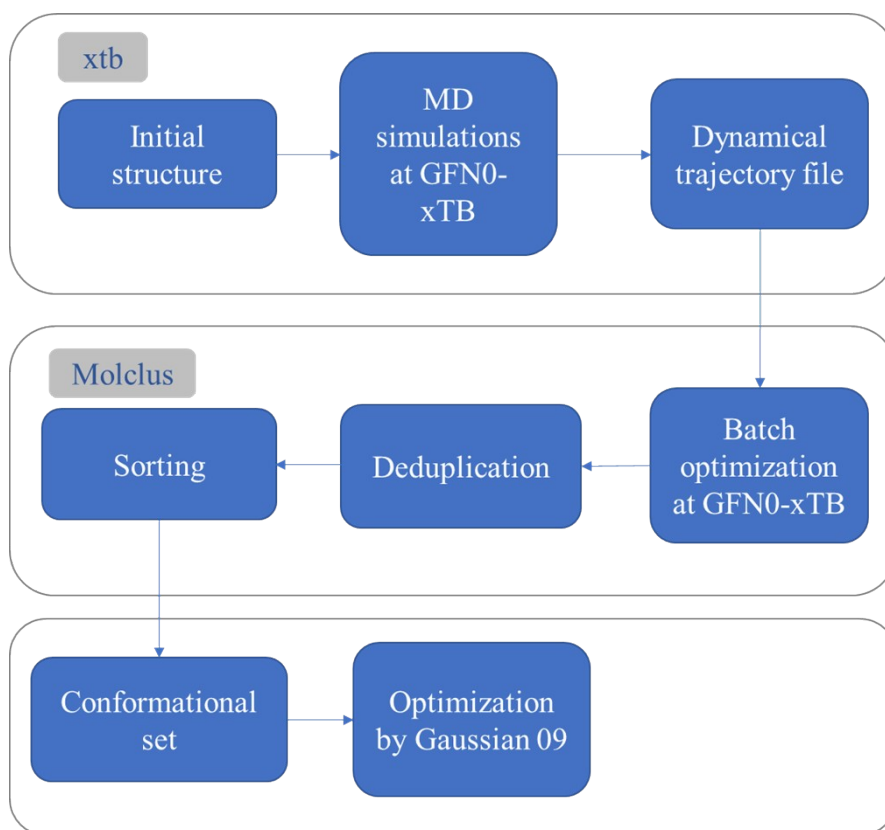 xtb
Initial
structure
MD
simulations
at GFN0-
xTB
Dynamical
trajectory file
Molclus
Sorting
Deduplication
Batch
optimization
at GFN0-xTB
Conformational
set
Optimization
by Gaussian 09